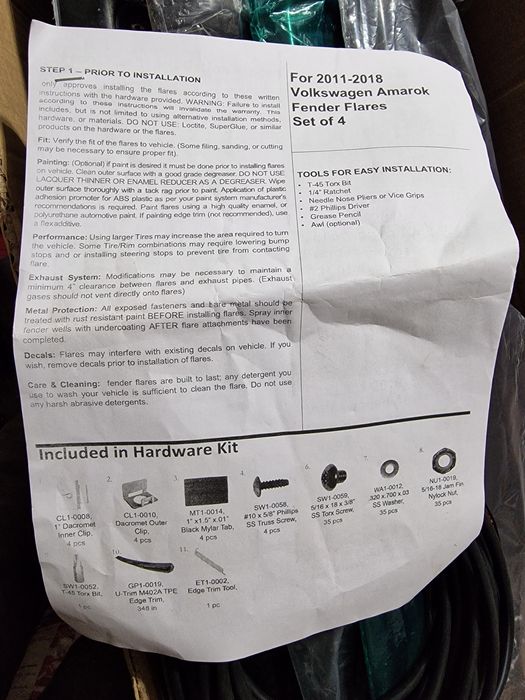 STEP 1 – PRIOR TO INSTALLATION
only approves installing the flares according to these written
instructions with the hardware provided. WARNING: Failure to install
according to these instructions will invalidate the warranty. This
includes, but is not limited to using alternative installation methods,
hardware, or materials. DO NOT USE: Loctite, SuperGlue, or similar
products on the hardware or the flares.
Fit: Verify the fit of the flares to vehicle. (Some filing, sanding, or cutting
may be necessary to ensure proper fit).
Painting: (Optional) if paint is desired it must be done prior to installing flares
on vehicle. Clean outer surface with a good grade degreaser. DO NOT USE
LACQUER THINNER OR ENAMEL REDUCER AS A DEGREASER. Wipe
outer surface thoroughly with a tack rag prior to paint. Application of plastic
adhesion promoter for ABS plastic as per your paint system manufacturer's
recommendations is required. Paint flares using a high quality enamel, or
polyurethane automotive paint. If painting edge trim (not recommended), use
a flexadditive.
Performance: Using larger Tires may increase the area required to turn
the vehicle. Some Tire/Rim combinations may require lowering bump
stops and or installing steering stops to prevent tire from contacting
flare.
Exhaust System: Modifications may be necessary to maintain a
minimum 4" clearance between flares and exhaust pipes. (Exhaust
gases should not vent directly onto flares)
Metal Protection: All exposed fasteners and bare metal should be
treated with rust resistant paint BEFORE installing flares. Spray inner
fender wells with undercoating AFTER flare attachments have been
completed.
Decals: Flares may interfere with existing decals on vehicle. If you
wish, remove decals prior to installation of flares.
Care & Cleaning: fender flares are built to last; any detergent you
use to wash your vehicle is sufficient to clean the flare. Do not use
any harsh abrasive detergents.
For 2011-2018
Volkswagen Amarok
Fender Flares
Set of 4
TOOLS FOR EASY INSTALLATION:
- T-45 Torx Bit
- 1/4" Ratchet
- Needle Nose Pliers or Vice Grips
- #2 Phillips Driver
- Grease Pencil
- Awl (optional)
Included in Hardware Kit
CL1-0008,
1" Dacromet
Inner Clip,
4 pcs
2.
CL1-0010,
Dacromet Outer
Clip,
4 pcs
3.
MT1-0014,
1" x1.5" x.01"
Black Mylar Tab,
4 pcs
4.
SW1-0058,
#10 x 5/8" Phillips
SS Truss Screw,
4 pcs
6.
SW1-0059,
5/16 x 18 x 3/8"
SS Torx Screw,
35 pcs
7.
WA1-0012,
.320 x.700 x.03
SS Washer,
35 pcs
8.
NU1-0019,
5/16-18 Jam Fin
Nylock Nut,
35 pcs
SW1-0052,
T-45 Torx Bit,
1 pc
10.
GP1-0019,
U-Trim M402A TPE
Edge Trim,
348 in
11.
ET1-0002,
Edge Trim Tool,
1 pc